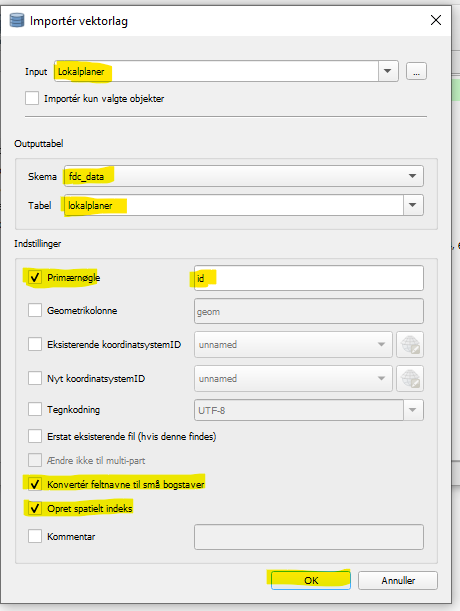 Importér vektorlag
Input Lokalplaner ...
Importér kun valgte objekter
Outputtabel
Skema fdc_data
Tabel lokalplaner
Indstillinger
Primærnøgle id
Geometrikolonne geom
Eksisterende koordinatsystemID unnamed
Nyt koordinatsystemID unnamed
Tegnkodning UTF-8
Erstat eksisterende fil (hvis denne findes)
Ændre ikke til multi-part
Konvertér feltnavne til små bogstaver
Opret spatielt indeks
Kommentar
OK Annuller